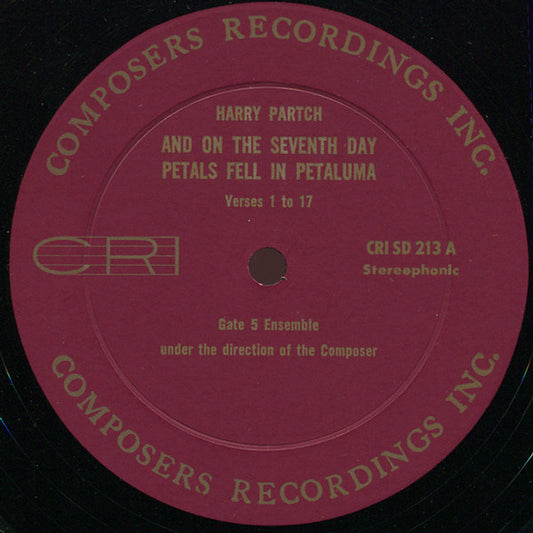 COMPOSERS RECORDINGS INC.
HARRY PARTCH
AND ON THE SEVENTH DAY
PETALS FELL IN PETALUMA
Verses 1 to 17
CRI
CRI SD 213 A
Stereophonic
Gate 5 Ensemble
under the direction of the Composer
COMPOSERS RECORDINGS INC.